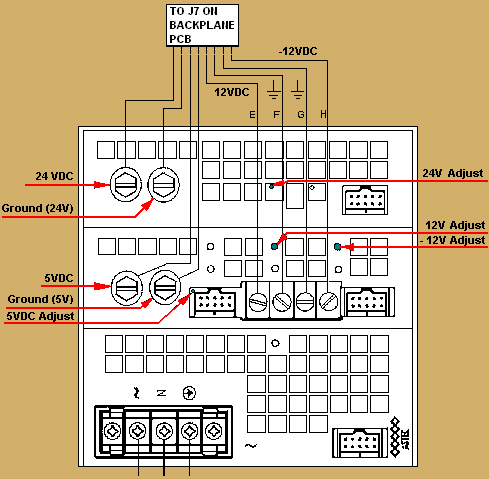 TO J7 ON
BACKPLANE
PCB
-12VDC
12VDC
E F G H
24 VDC
24V Adjust
Ground (24V)
12V Adjust
- 12V Adjust
5VDC
Ground (5V)
5VDC Adjust
N